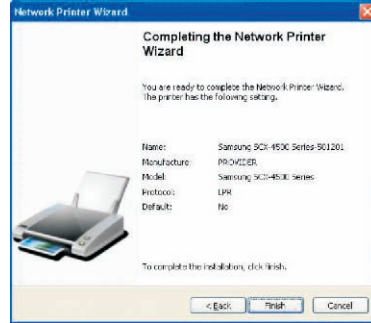 Network Printer Wizard
Completing the Network Printer
Wizard
You are ready to complete the Network Printer Wizard.
The printer has the following setting.
Name: Samsung SCX-4500 Series-501201
Manufacture: PROVIDER
Model: Samsung SCX-4500 Series
Protocol: LPR
Default: No
To complete the installation, click finish.
< Back Finish Cancel